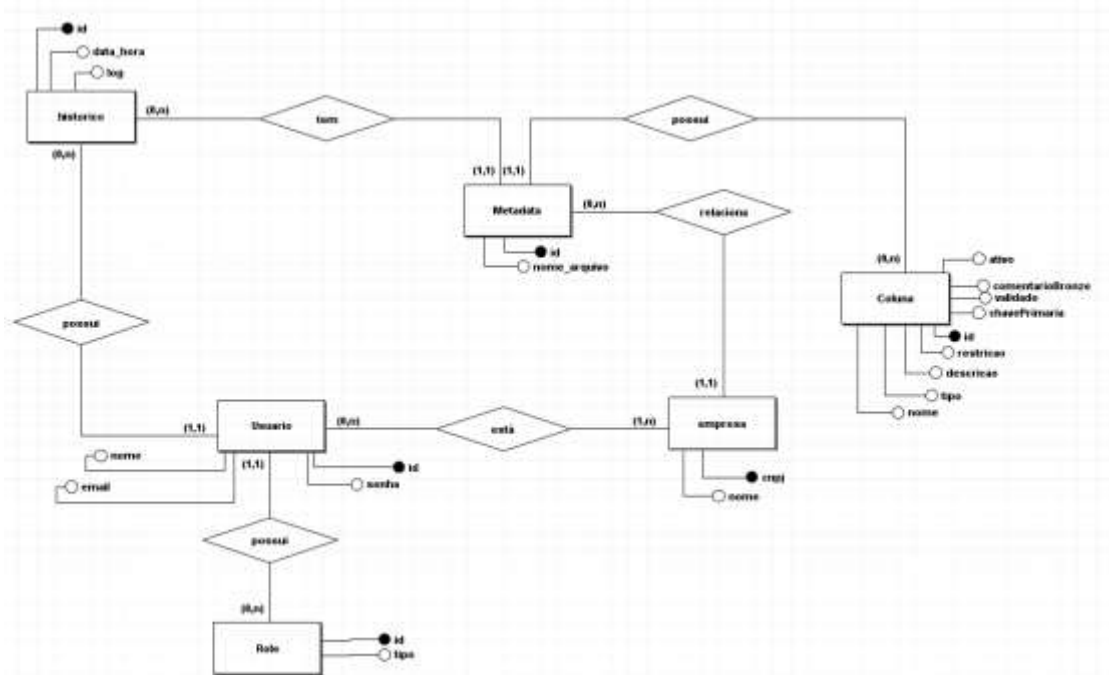 id
data_hora
log
historico
(0,n)
tem
possui
(0,n)
(1,1)
(1,1)
Metadata
(0,n)
relaciona
id
nome_arquivo
(0,n)
ativo
Coluna
comentarioBronze
validado
chavePrimaria
id
restricao
descricao
tipo
nome
possui
(1,1)
(1,1)
Usuario
(0,n)
está
(1,n)
empresa
nome
(1,1)
id
email
senha
cnpj
nome
possui
(0,n)
Role
id
tipo